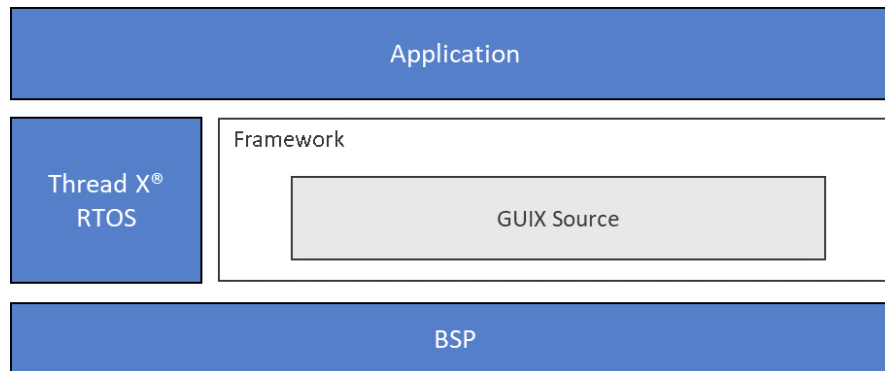 Application
Framework
Thread X®
RTOS
GUIX Source
BSP